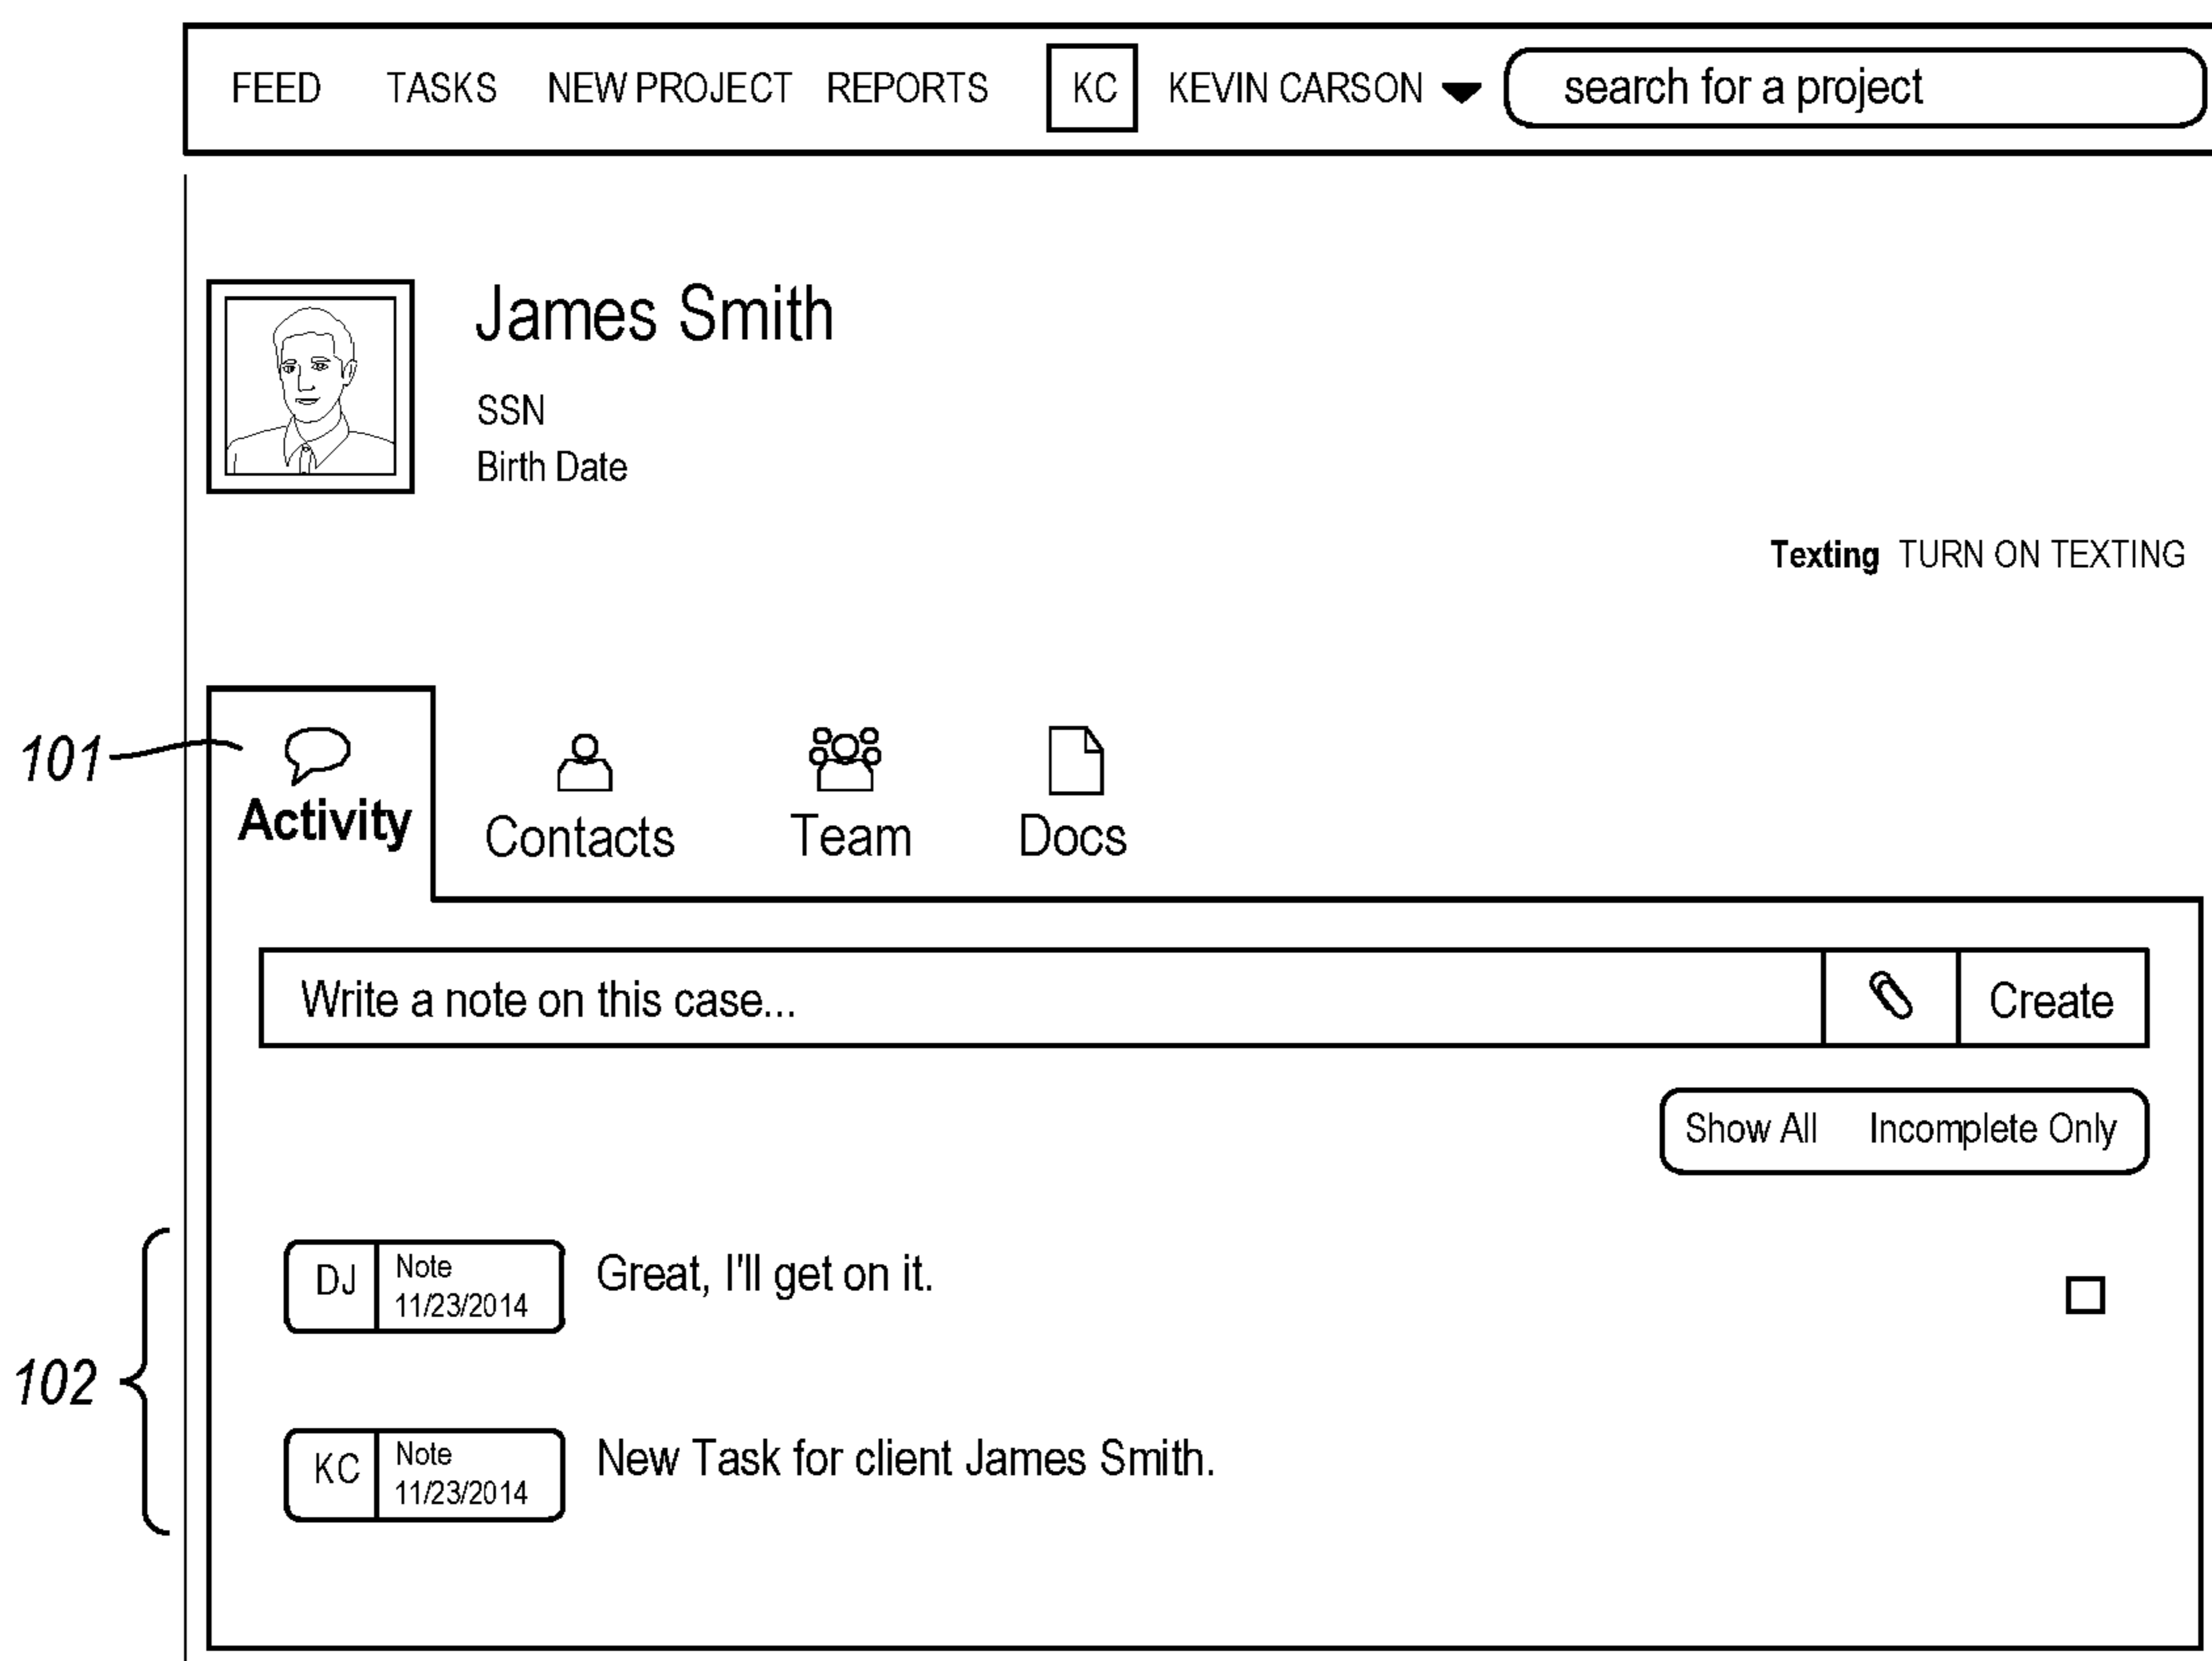 FEED TASKS NEW PROJECT REPORTS KC KEVIN CARSON search for a project
James Smith
SSN
Birth Date
Texting TURN ON TEXTING
101
Activity Contacts Team Docs
Write a note on this case... Create
Show All Incomplete Only
102
DJ Note 11/23/2014 Great, I'll get on it.
KC Note 11/23/2014 New Task for client James Smith.